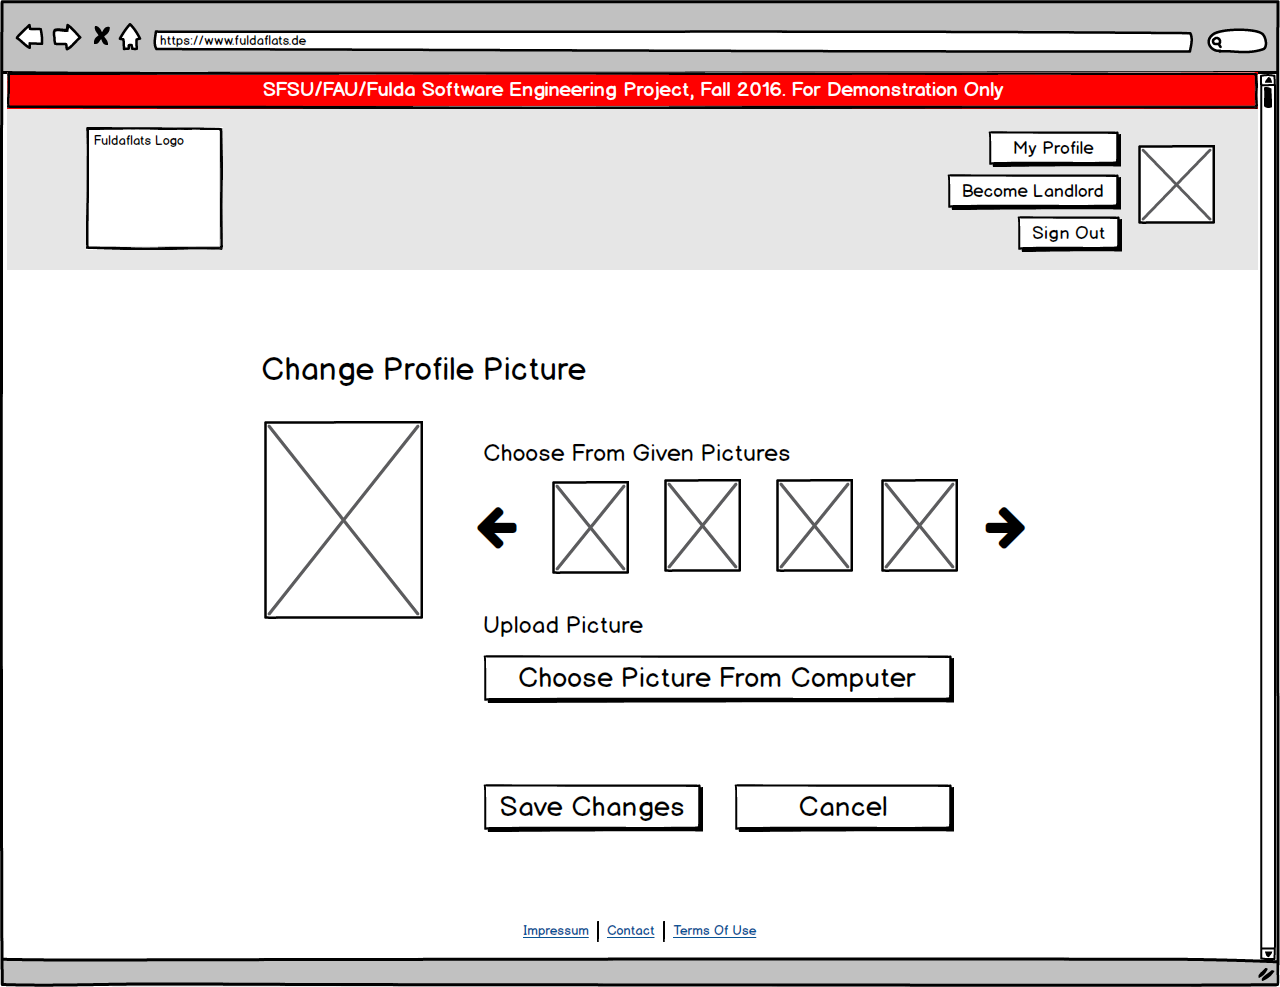 https://www.fuldaflats.de
SFSU/FAU/Fulda Software Engineering Project, Fall 2016. For Demonstration Only
Fuldaflats Logo
My Profile
Become Landlord
Sign Out
Change Profile Picture
Choose From Given Pictures
Upload Picture
Choose Picture From Computer
Save Changes
Cancel
Impressum
Contact
Terms Of Use